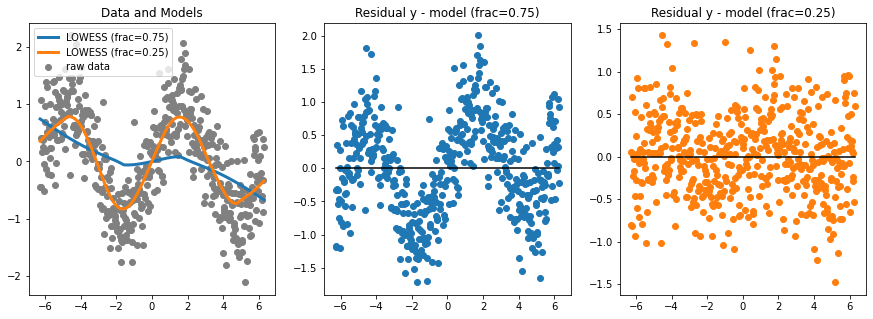 Data and Models
LOWESS (frac=0.75)
LOWESS (frac=0.25)
raw data
2
1
0
−1
−2
−6 −4 −2 0 2 4 6
Residual y - model (frac=0.75)
2.0
1.5
1.0
0.5
0.0
−0.5
−1.0
−1.5
−6 −4 −2 0 2 4 6
Residual y - model (frac=0.25)
1.5
1.0
0.5
0.0
−0.5
−1.0
−1.5
−6 −4 −2 0 2 4 6